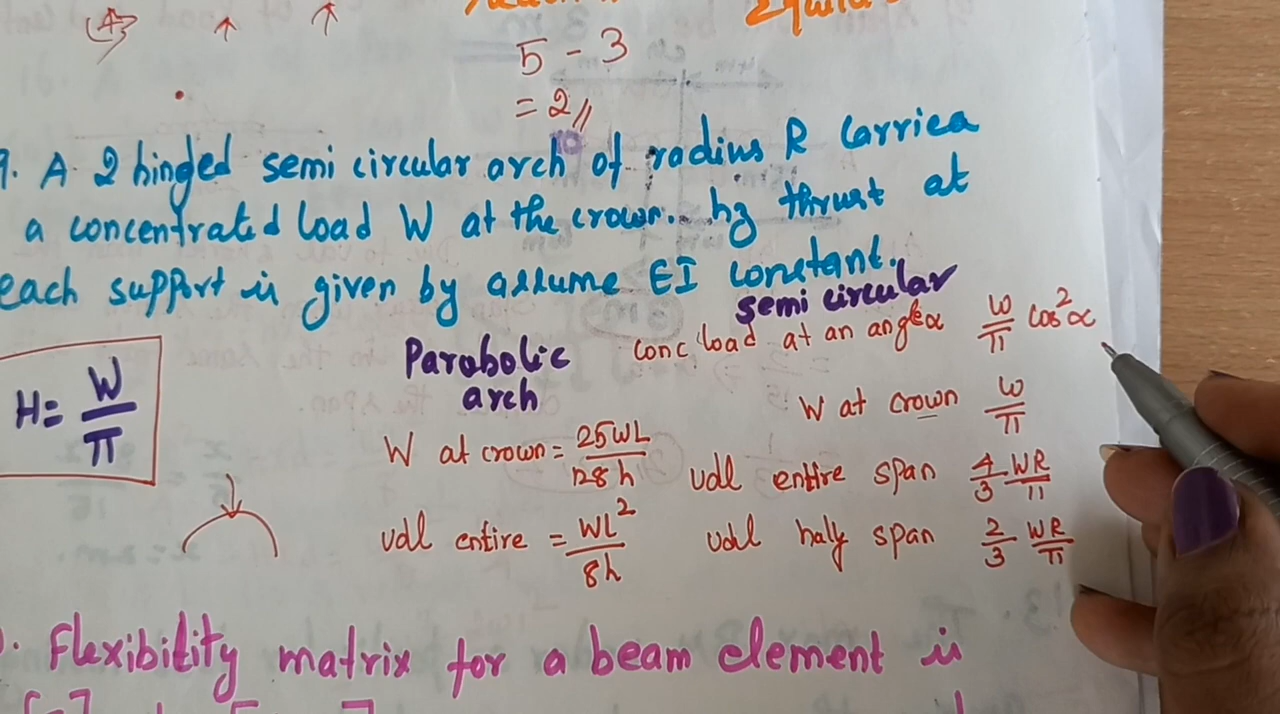 5 - 3
= 2//
9. A 2 hinged semi circular arch of radius R Carries
a concentrated load W at the crown. hz thrust at
each support is given by assume EI constant.
H = W/π
Parabolic
arch
W at crown = 25WL/128h
udl entire = WL²/8h
semi circular
conc load at an angle α W/π cos²α
W at crown W/π
udl entire span 4/3 WR/π
udl half span 2/3 WR/π
Flexibility matrix for a beam element is